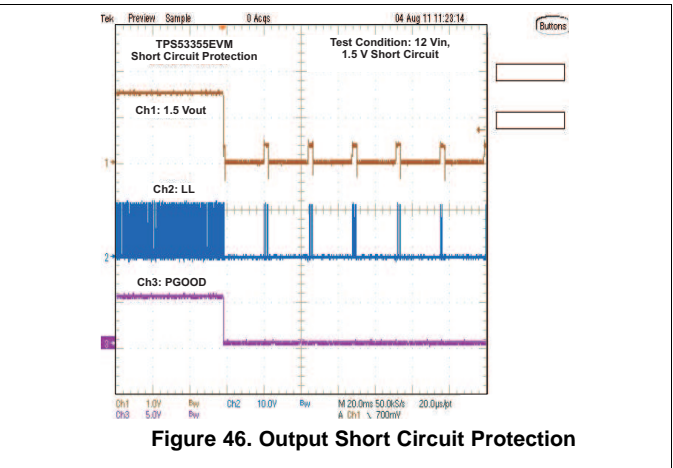 Tek Preview Sample 0 Acqs 04 Aug 11 11:23:14
Buttons
TPS53355EVM
Short Circuit Protection
Test Condition: 12 Vin,
1.5 V Short Circuit
Ch1: 1.5 Vout
1
Ch2: LL
2
Ch3: PGOOD
3
Ch1 1.0V Bw Ch2 10.0V Bw M 20.0ms 50.0kS/s 20.0µs/pt
Ch3 5.0V Bw A Ch1 \ 700mV
Figure 46. Output Short Circuit Protection